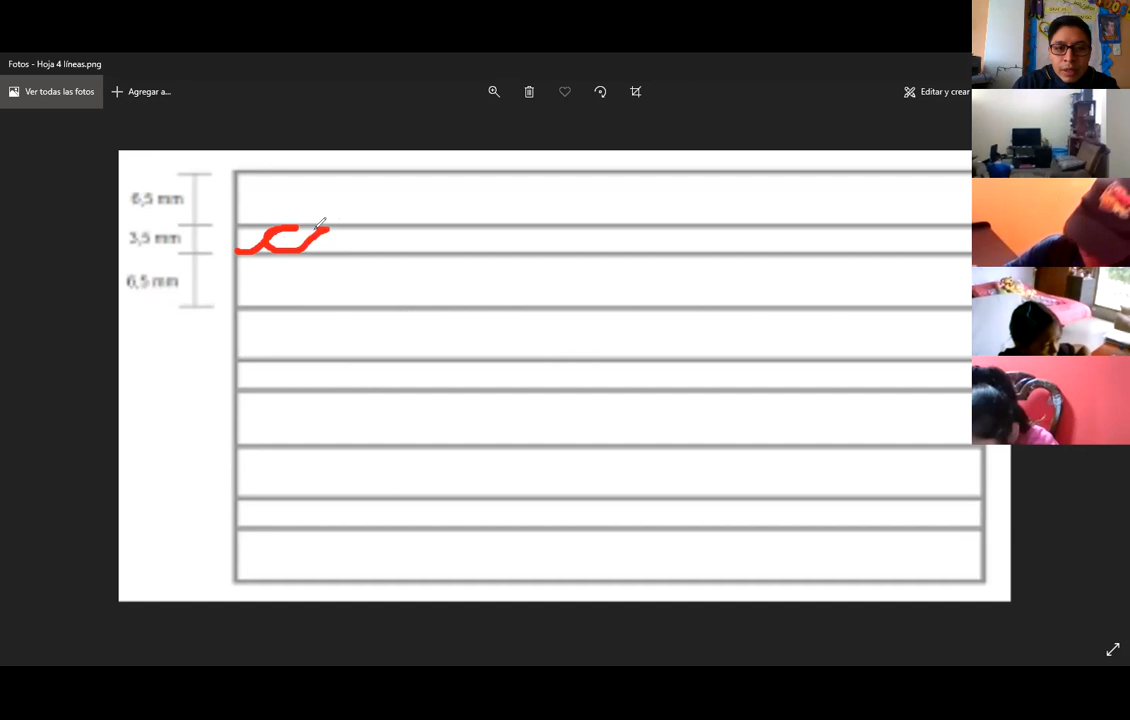 Fotos - Hoja 4 líneas.png
Ver todas las fotos
Agregar a...
Editar y crear
6,5 mm
3,5 mm
6,5 mm